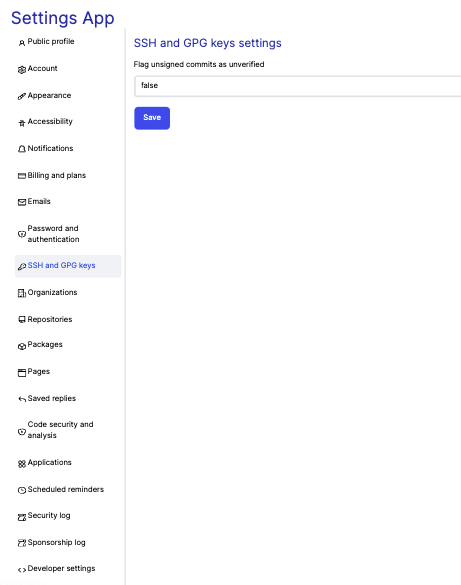 Settings App
Public profile
Account
Appearance
Accessibility
Notifications
Billing and plans
Emails
Password and
authentication
SSH and GPG keys
Organizations
Repositories
Packages
Pages
Saved replies
Code security and
analysis
Applications
Scheduled reminders
Security log
Sponsorship log
Developer settings
SSH and GPG keys settings
Flag unsigned commits as unverified
false
Save